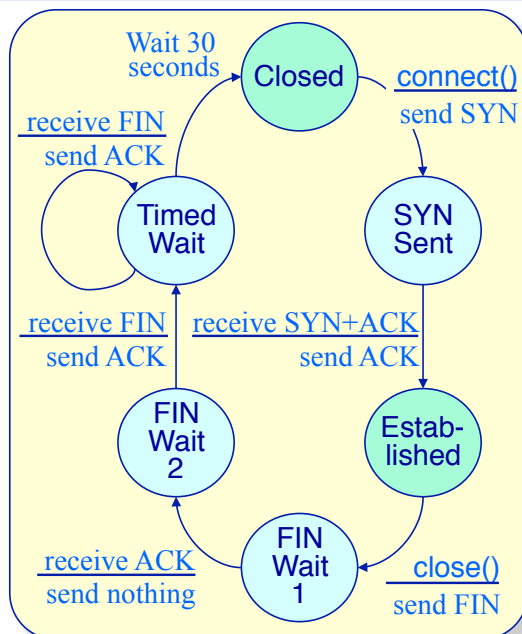 Wait 30
seconds
Closed
connect()
send SYN
receive FIN
send ACK
Timed
Wait
SYN
Sent
receive FIN
send ACK
receive SYN+ACK
send ACK
FIN
Wait
2
Estab-
lished
receive ACK
send nothing
FIN
Wait
1
close()
send FIN